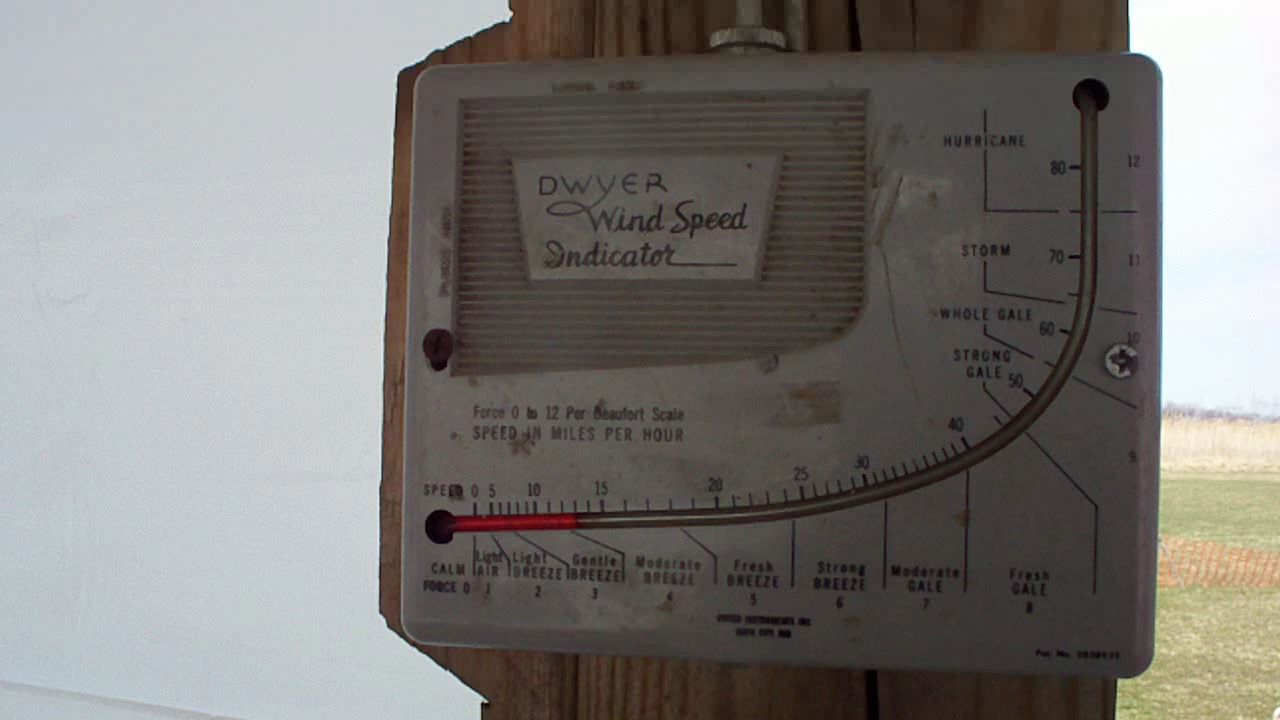 DWYER
Wind Speed
Indicator
HURRICANE
80
12
STORM
70
11
WHOLE GALE
60
10
STRONG
GALE
50
9
Force 0 to 12 Per Beaufort Scale
SPEED IN MILES PER HOUR
40
30
25
20
SPEED 0 5 10 15
CALM
Light
AIR
Light
BREEZE
Gentle
BREEZE
Moderate
BREEZE
Fresh
BREEZE
Strong
BREEZE
Moderate
GALE
Fresh
GALE
FORCE 0 1 2 3 4 5 6 7 8
DWYER INSTRUMENTS INC.
Pat. No.